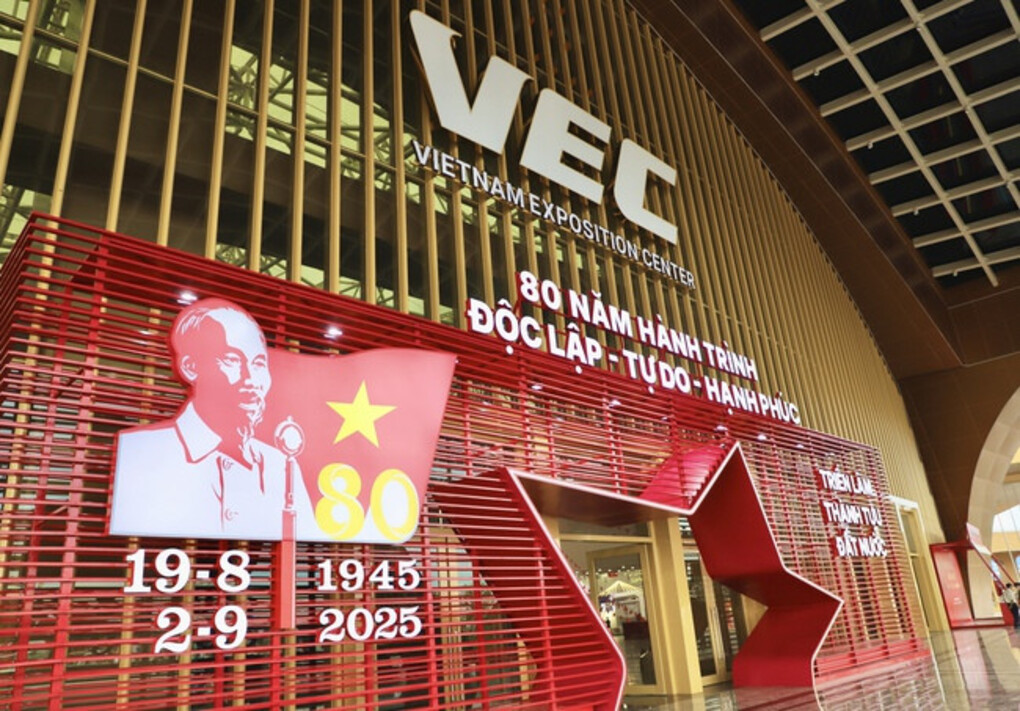 VEC
VIETNAM EXPOSITION CENTER
80 NĂM HÀNH TRÌNH
ĐỘC LẬP - TỰ DO - HẠNH PHÚC
TRIỂN LÃM
THÀNH TỰU
ĐẤT NƯỚC
80
19-8 1945
2-9 2025